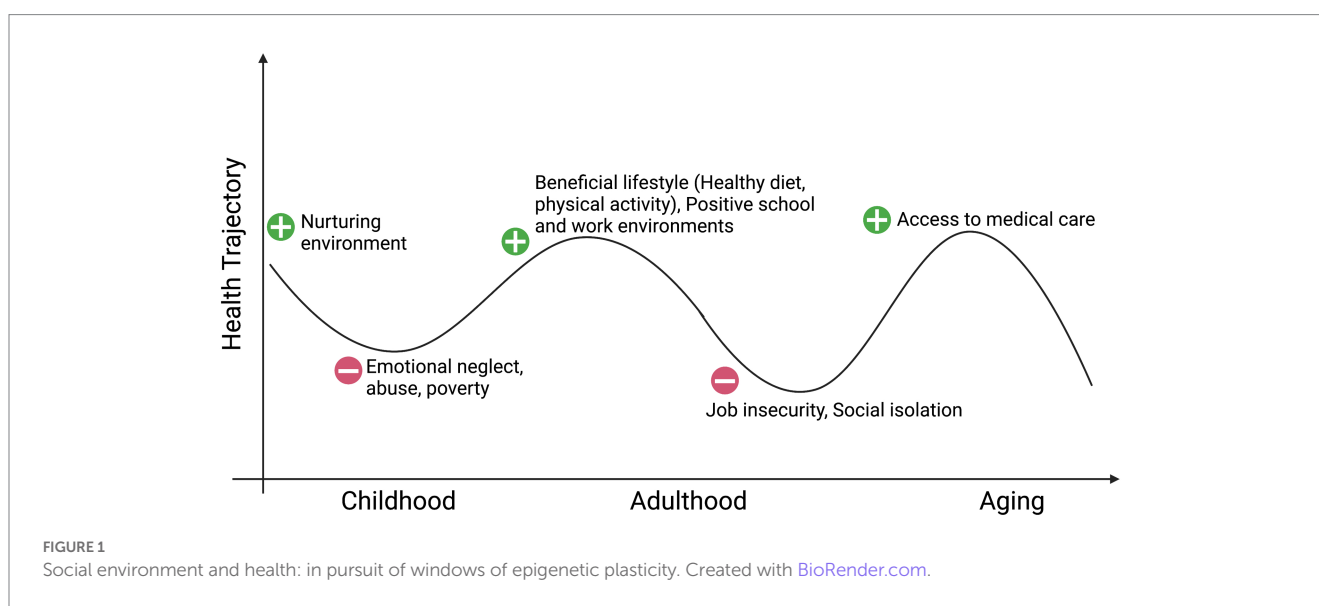 Health Trajectory
Nurturing
environment
Emotional neglect,
abuse, poverty
Beneficial lifestyle (Healthy diet,
physical activity), Positive school
and work environments
Job insecurity, Social isolation
Access to medical care
Childhood
Adulthood
Aging
FIGURE 1
Social environment and health: in pursuit of windows of epigenetic plasticity. Created with BioRender.com.